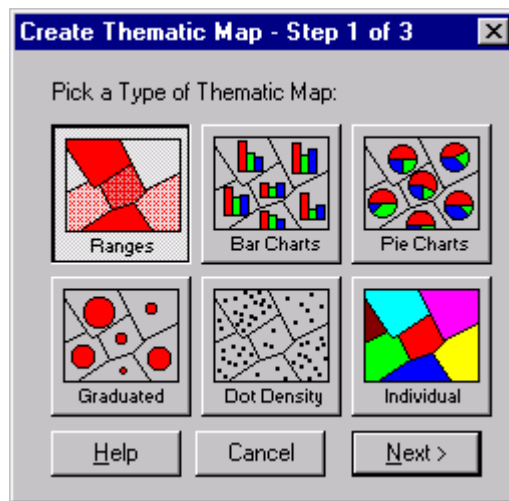 Create Thematic Map - Step 1 of 3
Pick a Type of Thematic Map:
Ranges
Bar Charts
Pie Charts
Graduated
Dot Density
Individual
Help
Cancel
Next >